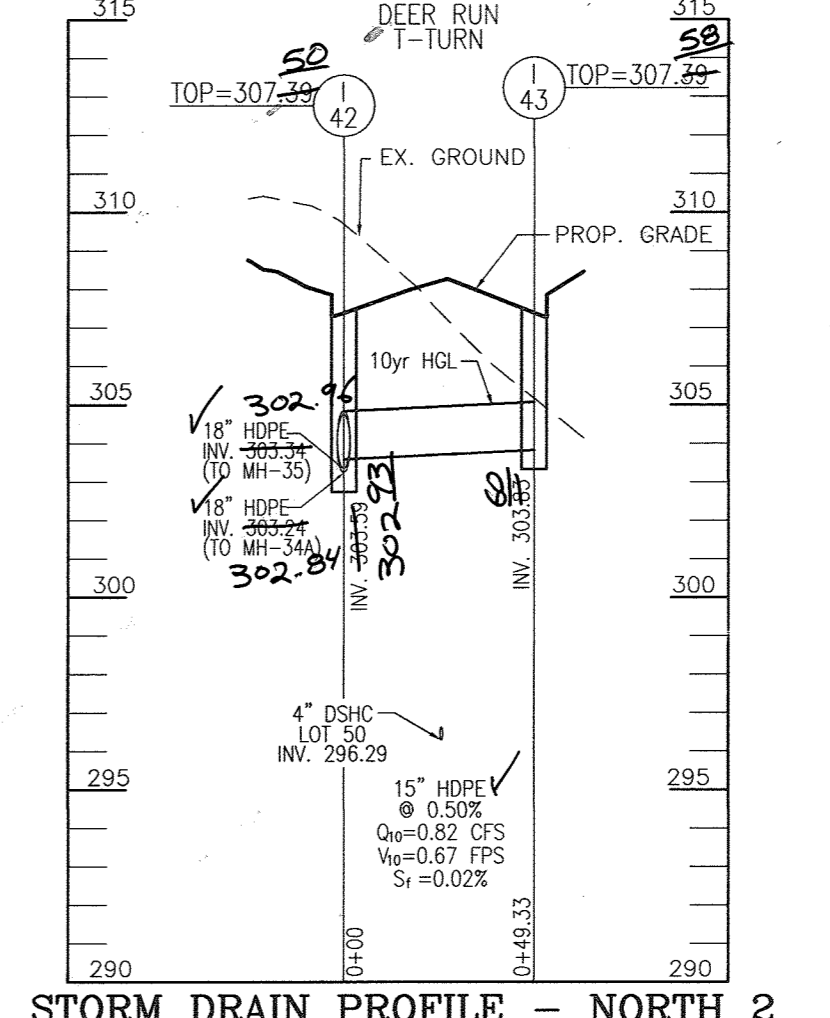 315
315
DEER RUN
T-TURN
50
58
TOP=307.39
TOP=307.39
I
42
I
43
EX. GROUND
310
310
PROP. GRADE
10yr HGL
305
305
302.96
18" HDPE
INV. 303.34
(TO MH-35)
18" HDPE
INV. 303.24
(TO MH-34A)
302.84
INV. 303.59
302.93
INV. 303.83
300
300
4" DSHC
LOT 50
INV. 296.29
295
295
15" HDPE
@ 0.50%
Q10=0.82 CFS
V10=0.67 FPS
Sf =0.02%
0+00
0+49.33
290
290
STORM DRAIN PROFILE - NORTH 2